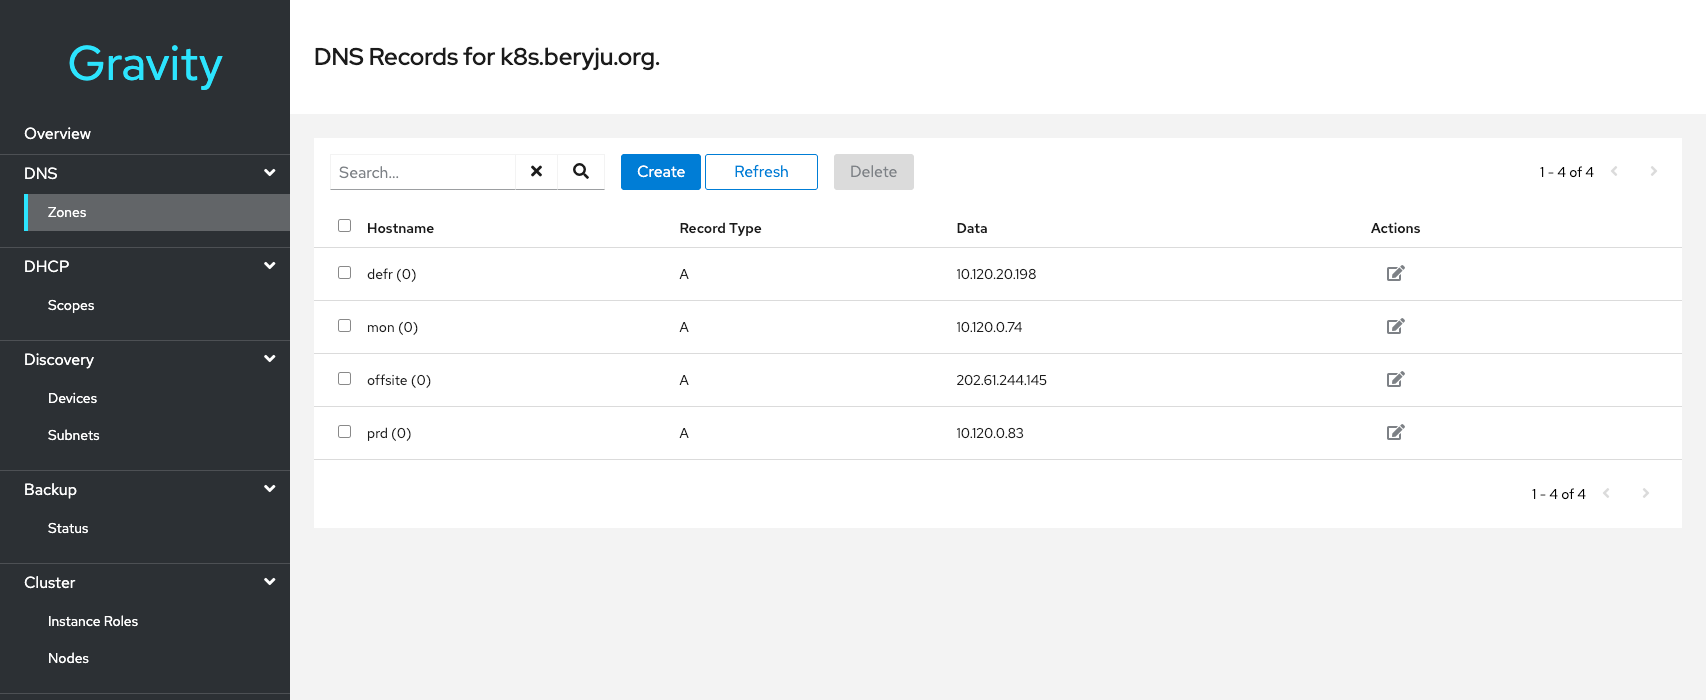 Gravity
Overview
DNS
Zones
DHCP
Scopes
Discovery
Devices
Subnets
Backup
Status
Cluster
Instance Roles
Nodes
DNS Records for k8s.beryju.org.
Search...
Create
Refresh
Delete
1 - 4 of 4
Hostname Record Type Data Actions
defr (0) A 10.120.20.198
mon (0) A 10.120.0.74
offsite (0) A 202.61.244.145
prd (0) A 10.120.0.83
1 - 4 of 4